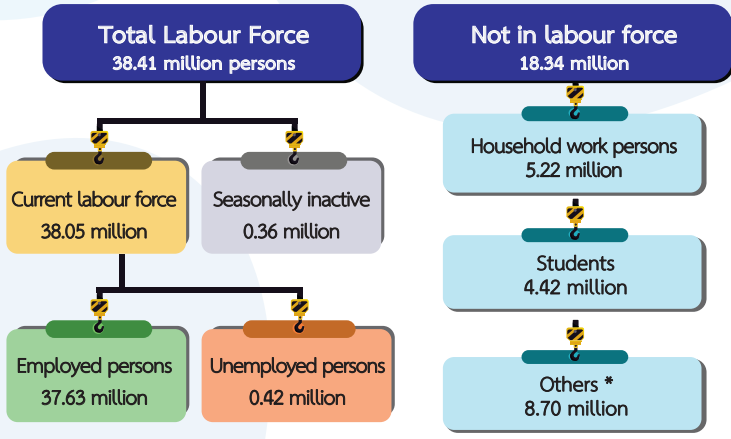 Total Labour Force
38.41 million persons
Not in labour force
18.34 million
Current labour force
38.05 million
Seasonally inactive
0.36 million
Employed persons
37.63 million
Unemployed persons
0.42 million
Household work persons
5.22 million
Students
4.42 million
Others *
8.70 million